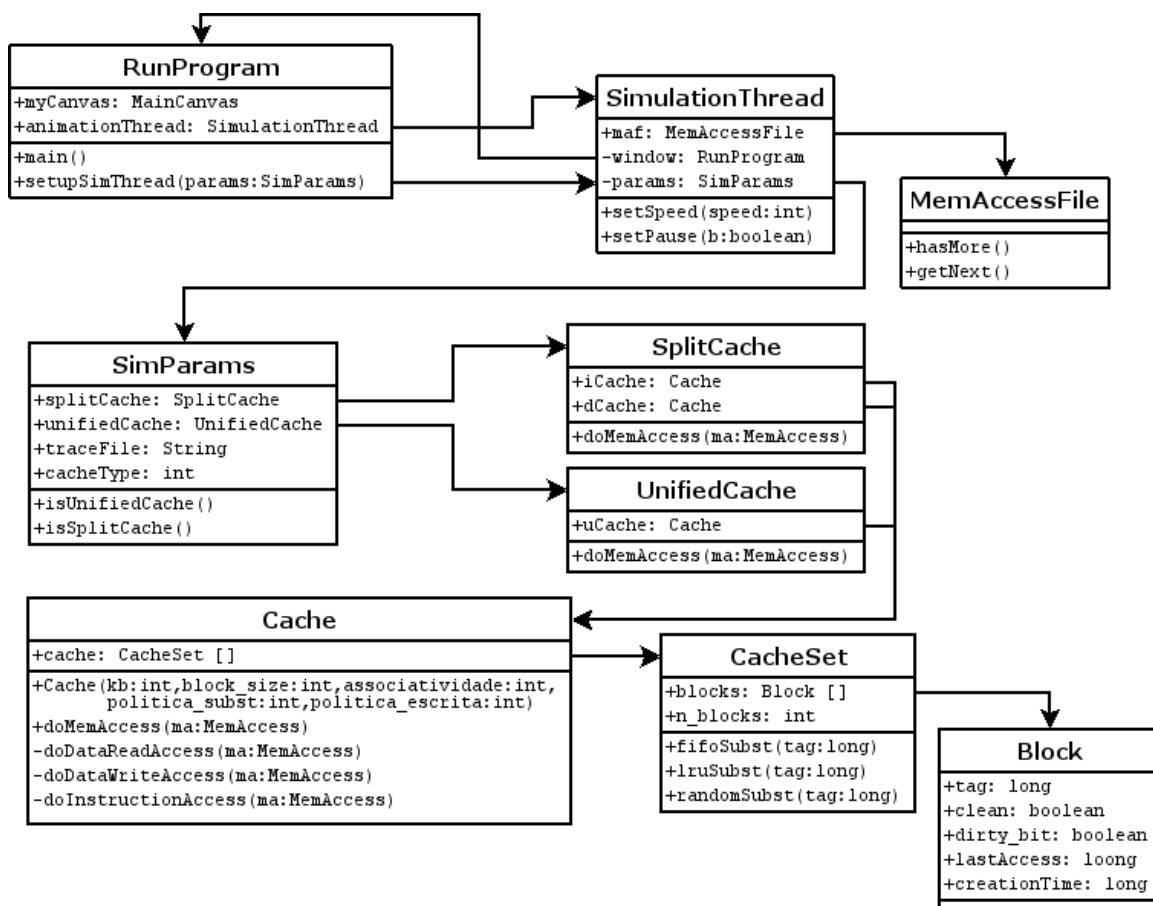 RunProgram
+myCanvas: MainCanvas
+animationThread: SimulationThread
+main()
+setupSimThread(params:SimParams)
SimulationThread
+maf: MemAccessFile
-window: RunProgram
-params: SimParams
+setSpeed(speed:int)
+setPause(b:boolean)
MemAccessFile
+hasMore()
+getNext()
SimParams
+splitCache: SplitCache
+unifiedCache: UnifiedCache
+traceFile: String
+cacheType: int
+isUnifiedCache()
+isSplitCache()
SplitCache
+iCache: Cache
+dCache: Cache
+doMemAccess(ma:MemAccess)
UnifiedCache
+uCache: Cache
+doMemAccess(ma:MemAccess)
Cache
+cache: CacheSet []
+Cache(kb:int,block_size:int,associatividade:int,
politica_subst:int,politica_escrita:int)
+doMemAccess(ma:MemAccess)
-doDataReadAccess(ma:MemAccess)
-doDataWriteAccess(ma:MemAccess)
-doInstructionAccess(ma:MemAccess)
CacheSet
+blocks: Block []
+n_blocks: int
+fifoSubst(tag:long)
+lruSubst(tag:long)
+randomSubst(tag:long)
Block
+tag: long
+clean: boolean
+dirty_bit: boolean
+lastAccess: loong
+creationTime: long